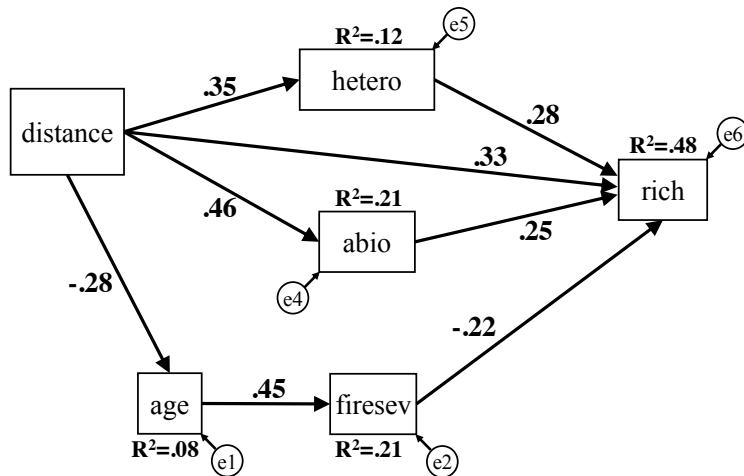 e5
R²=.12
hetero
.35
distance
.28
e6
R²=.48
.33
rich
.46
R²=.21
abio
.25
e4
-.28
-.22
age
.45
firesev
R²=.08
e1
R²=.21
e2